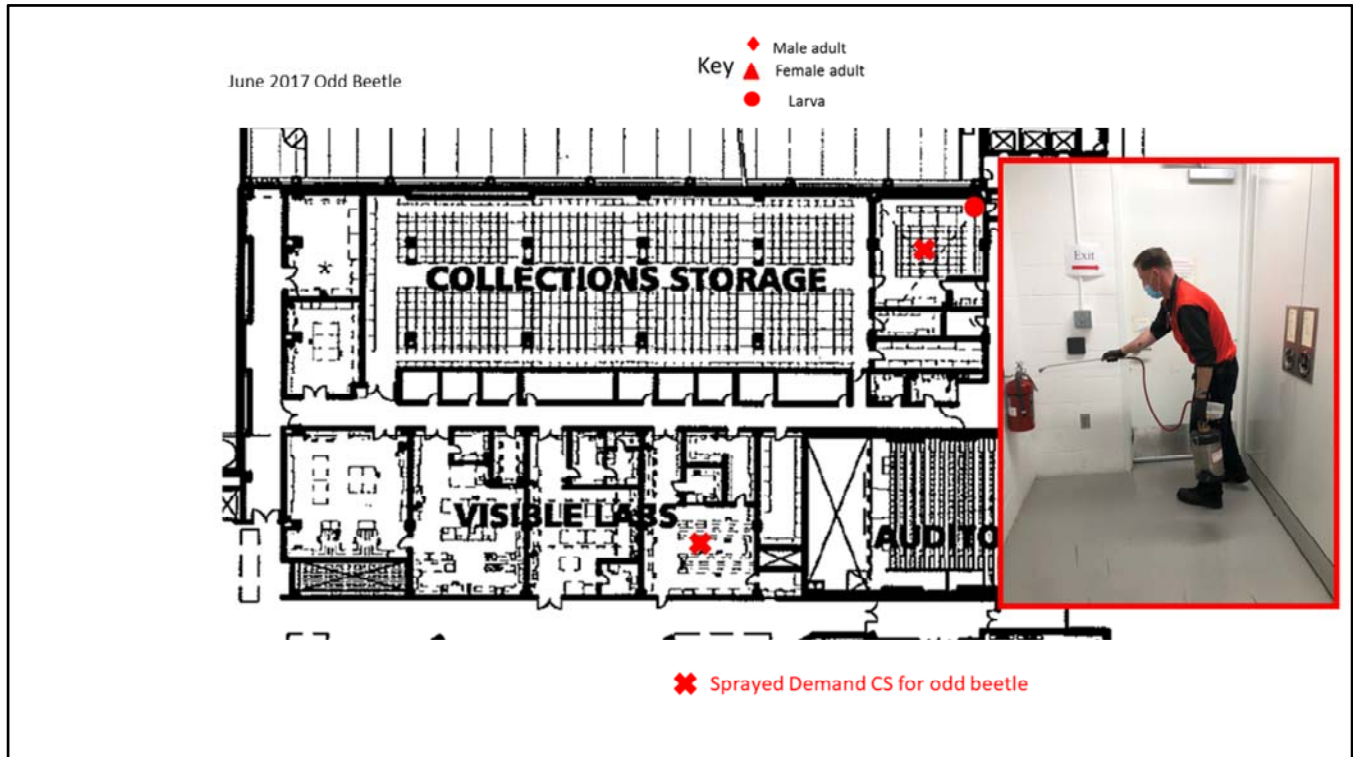 June 2017 Odd Beetle
Key
Male adult
Female adult
Larva
COLLECTIONS STORAGE
VISIBLE LABS
AUDITO
Exit
Sprayed Demand CS for odd beetle